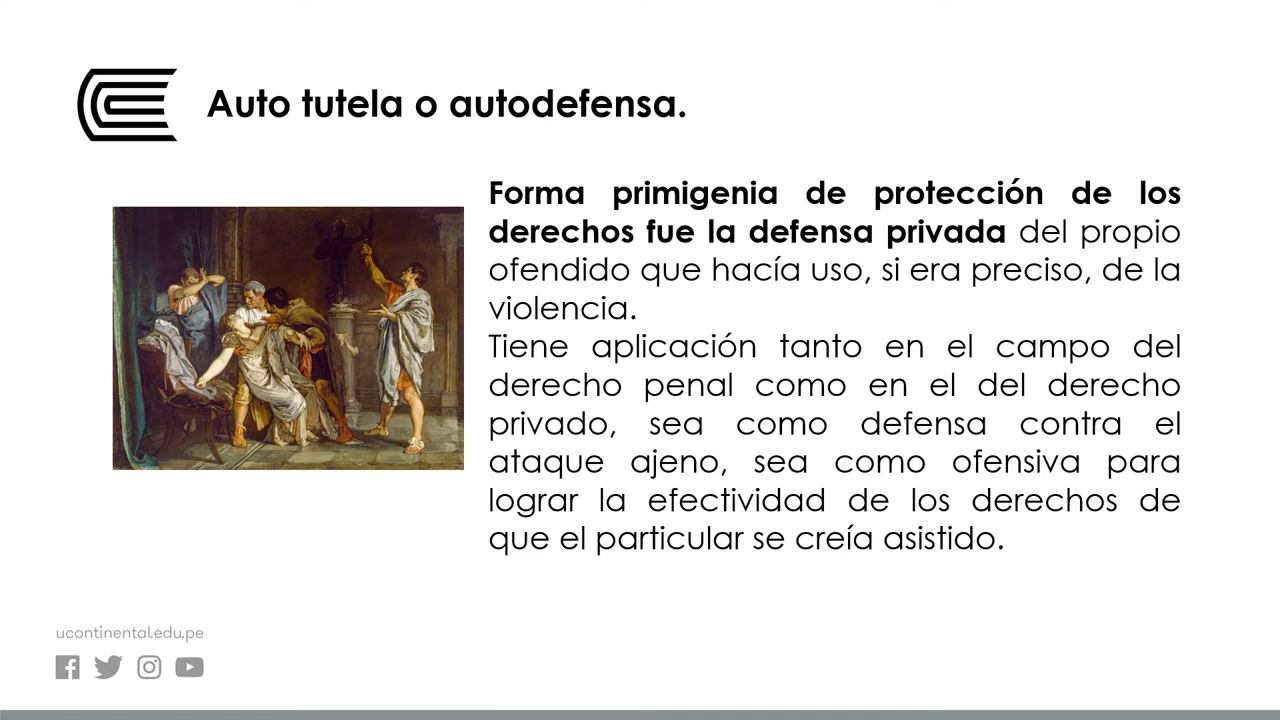 Auto tutela o autodefensa.
Forma primigenia de protección de los
derechos fue la defensa privada del propio
ofendido que hacía uso, si era preciso, de la
violencia.
Tiene aplicación tanto en el campo del
derecho penal como en el del derecho
privado, sea como defensa contra el
ataque ajeno, sea como ofensiva para
lograr la efectividad de los derechos de
que el particular se creía asistido.
ucontinental.edu.pe